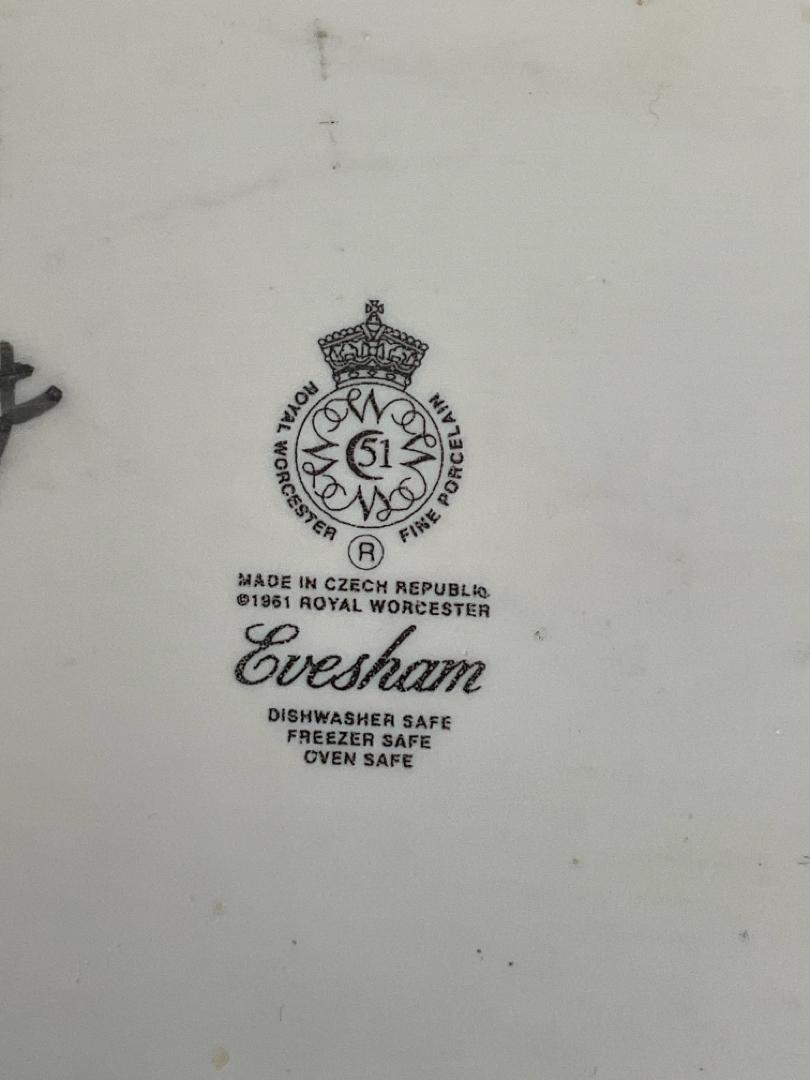 ROYAL WORCESTER FINE PORCELAIN
51
R
MADE IN CZECH REPUBLIC
©1961 ROYAL WORCESTER
Evesham
DISHWASHER SAFE
FREEZER SAFE
OVEN SAFE